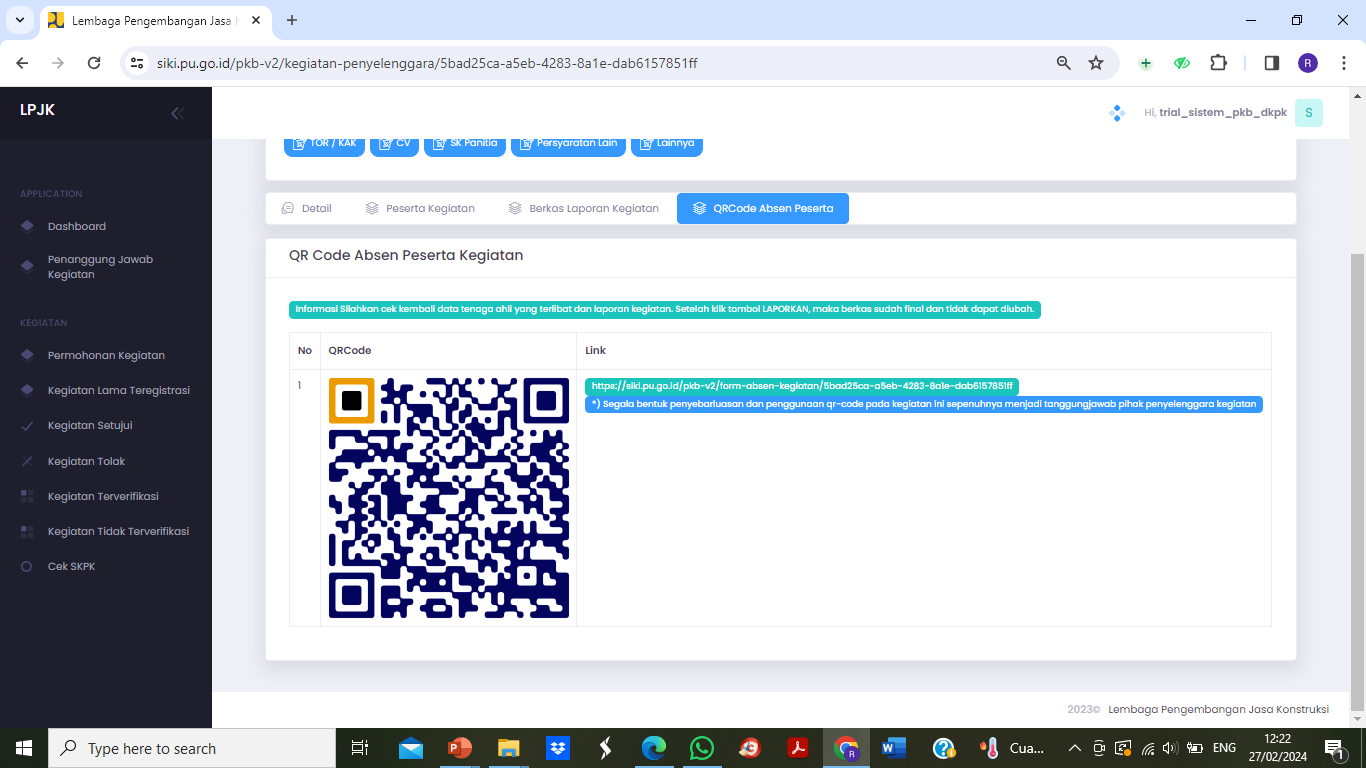 Lembaga Pengembangan Jasa
siki.pu.go.id/pkb-v2/kegiatan-penyelenggara/5bad25ca-a5eb-4283-8a1e-dab6157851ff
R
LPJK
Hi, trial_sistem_pkb_dkpk
S
TOR / KAK
CV
SK Panitia
Persyaratan Lain
Lainnya
APPLICATION
Dashboard
Penanggung Jawab
Kegiatan
KEGIATAN
Permohonan Kegiatan
Kegiatan Lama Teregistrasi
Kegiatan Setujui
Kegiatan Tolak
Kegiatan Terverifikasi
Kegiatan Tidak Terverifikasi
Cek SKPK
Detail
Peserta Kegiatan
Berkas Laporan Kegiatan
QRCode Absen Peserta
QR Code Absen Peserta Kegiatan
Informasi Silahkan cek kembali data tenaga ahli yang terlibat dan laporan kegiatan. Setelah klik tombol LAPORKAN, maka berkas sudah final dan tidak dapat diubah.
No QRCode Link
1
https://siki.pu.go.id/pkb-v2/form-absen-kegiatan/5bad25ca-a5eb-4283-8a1e-dab6157851ff
*) Segala bentuk penyebarluasan dan penggunaan qr-code pada kegiatan ini sepenuhnya menjadi tanggungjawab pihak penyelenggara kegiatan
2023© Lembaga Pengembangan Jasa Konstruksi
Type here to search
Cua...
ENG
12:22
27/02/2024
1